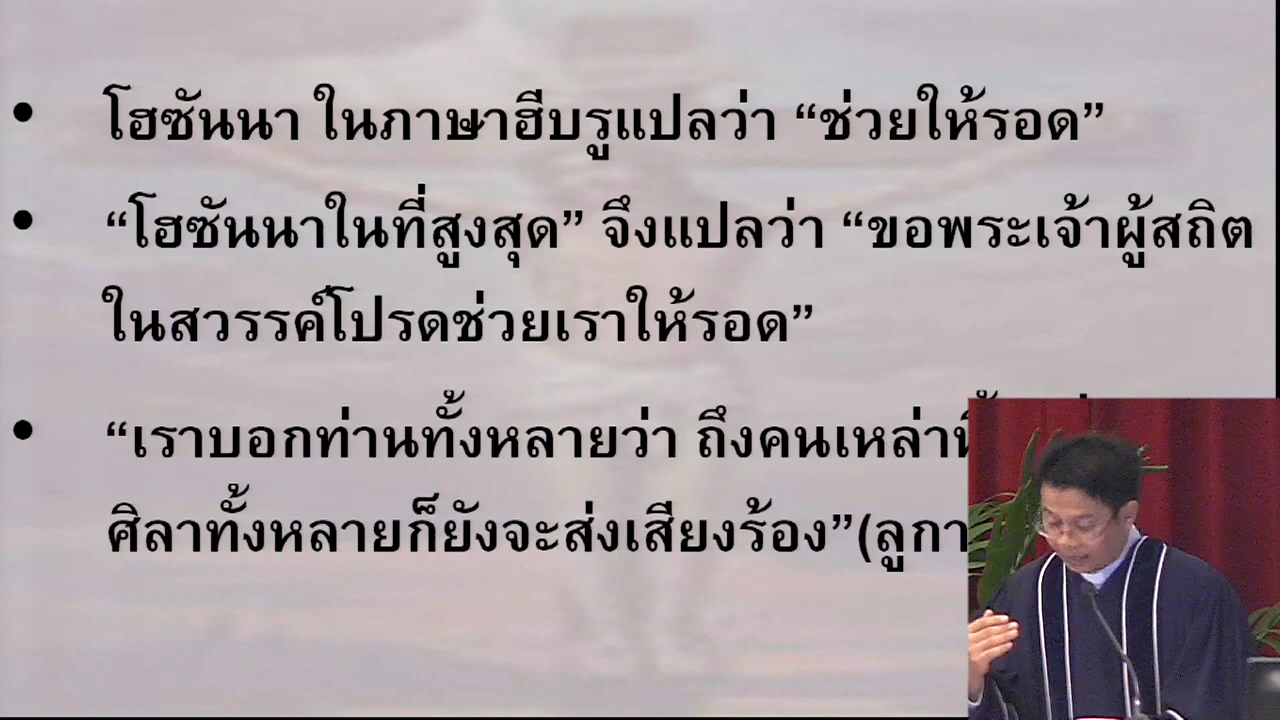 • โฮซันนา ในภาษาฮีบรูแปลว่า “ช่วยให้รอด”
• “โฮซันนาในที่สูงสุด” จึงแปลว่า “ขอพระเจ้าผู้สถิต
ในสวรรค์โปรดช่วยเราให้รอด”
• “เราบอกท่านทั้งหลายว่า ถึงคนเหล่า
ศิลาทั้งหลายก็ยังจะส่งเสียงร้อง”(ลูกา